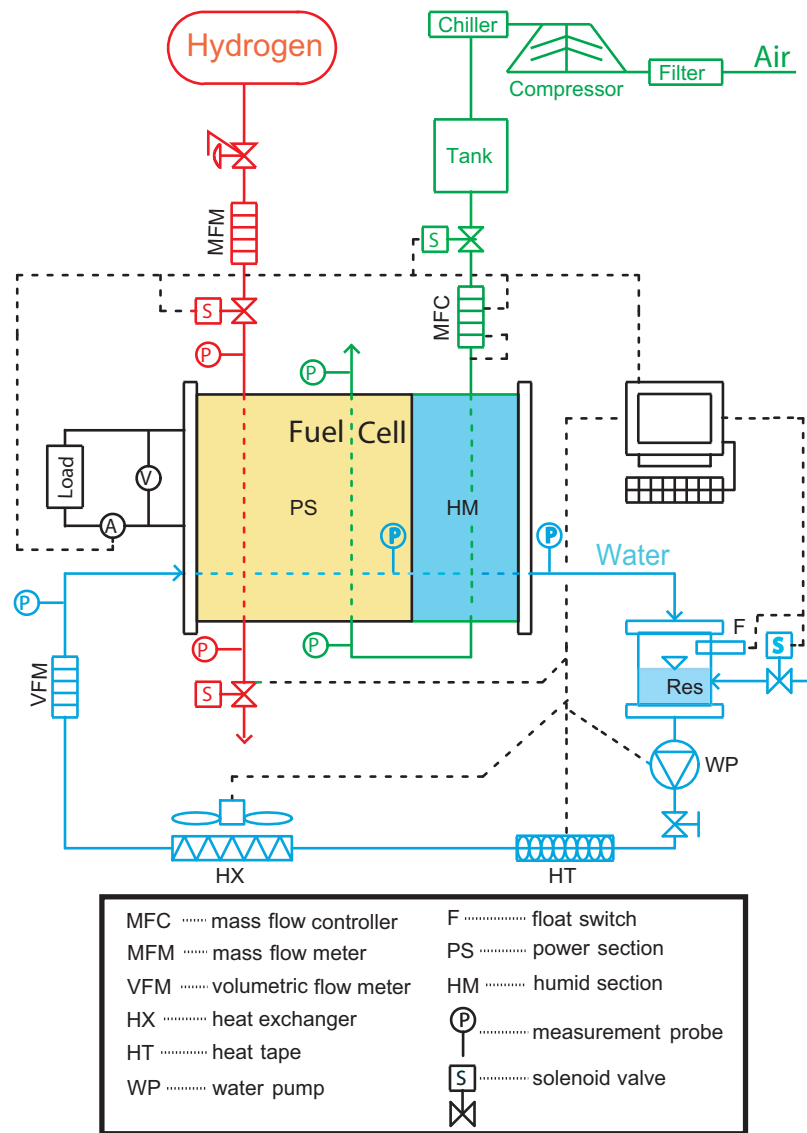 Hydrogen
Chiller
Air
Filter
Compressor
Tank
MFM
S
MFC
S
P
P
Fuel Cell
Load
V
A
PS
HM
P
P
Water
P
F
S
P
P
Res
S
VFM
WP
HX
HT
MFC ........ mass flow controller
MFM ........ mass flow meter
VFM ........ volumetric flow meter
HX ........ heat exchanger
HT ........ heat tape
WP ........ water pump
F ........ float switch
PS ........ power section
HM ........ humid section
P ........ measurement probe
S ........ solenoid valve